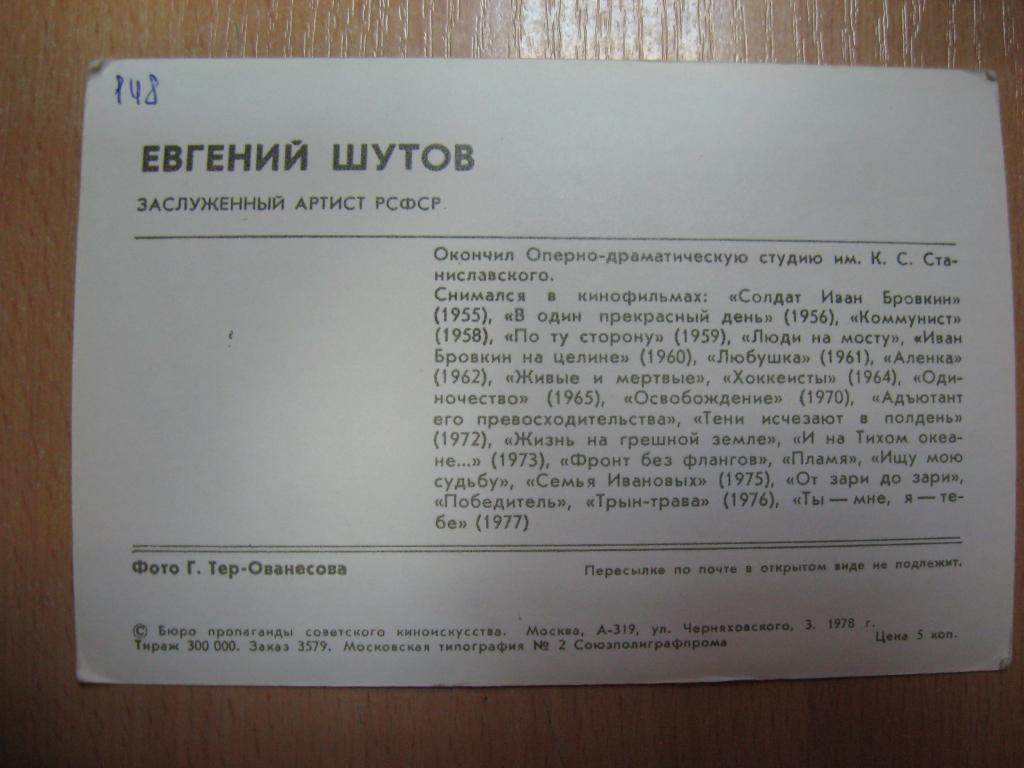 148
ЕВГЕНИЙ ШУТОВ
ЗАСЛУЖЕННЫЙ АРТИСТ РСФСР
Окончил Оперно-драматическую студию им. К. С. Ста-
ниславского.
Снимался в кинофильмах: «Солдат Иван Бровкин»
(1955), «В один прекрасный день» (1956), «Коммунист»
(1958), «По ту сторону» (1959), «Люди на мосту», «Иван
Бровкин на целине» (1960), «Любушка» (1961), «Аленка»
(1962), «Живые и мертвые», «Хоккеисты» (1964), «Оди-
ночество» (1965), «Освобождение» (1970), «Адъютант
его превосходительства», «Тени исчезают в полдень»
(1972), «Жизнь на грешной земле», «И на Тихом океа-
не...» (1973), «Фронт без флангов», «Пламя», «Ищу мою
судьбу», «Семья Ивановых» (1975), «От зари до зари»,
«Победитель», «Трын-трава» (1976), «Ты — мне, я — те-
бе» (1977)
Фото Г. Тер-Ованесова
Пересылке по почте в открытом виде не подлежит.
© Бюро пропаганды советского киноискусства. Москва, А-319, ул. Черняховского, 3. 1978 г.
Тираж 300 000. Заказ 3579. Московская типография № 2 Союзполиграфпрома
Цена 5 коп.